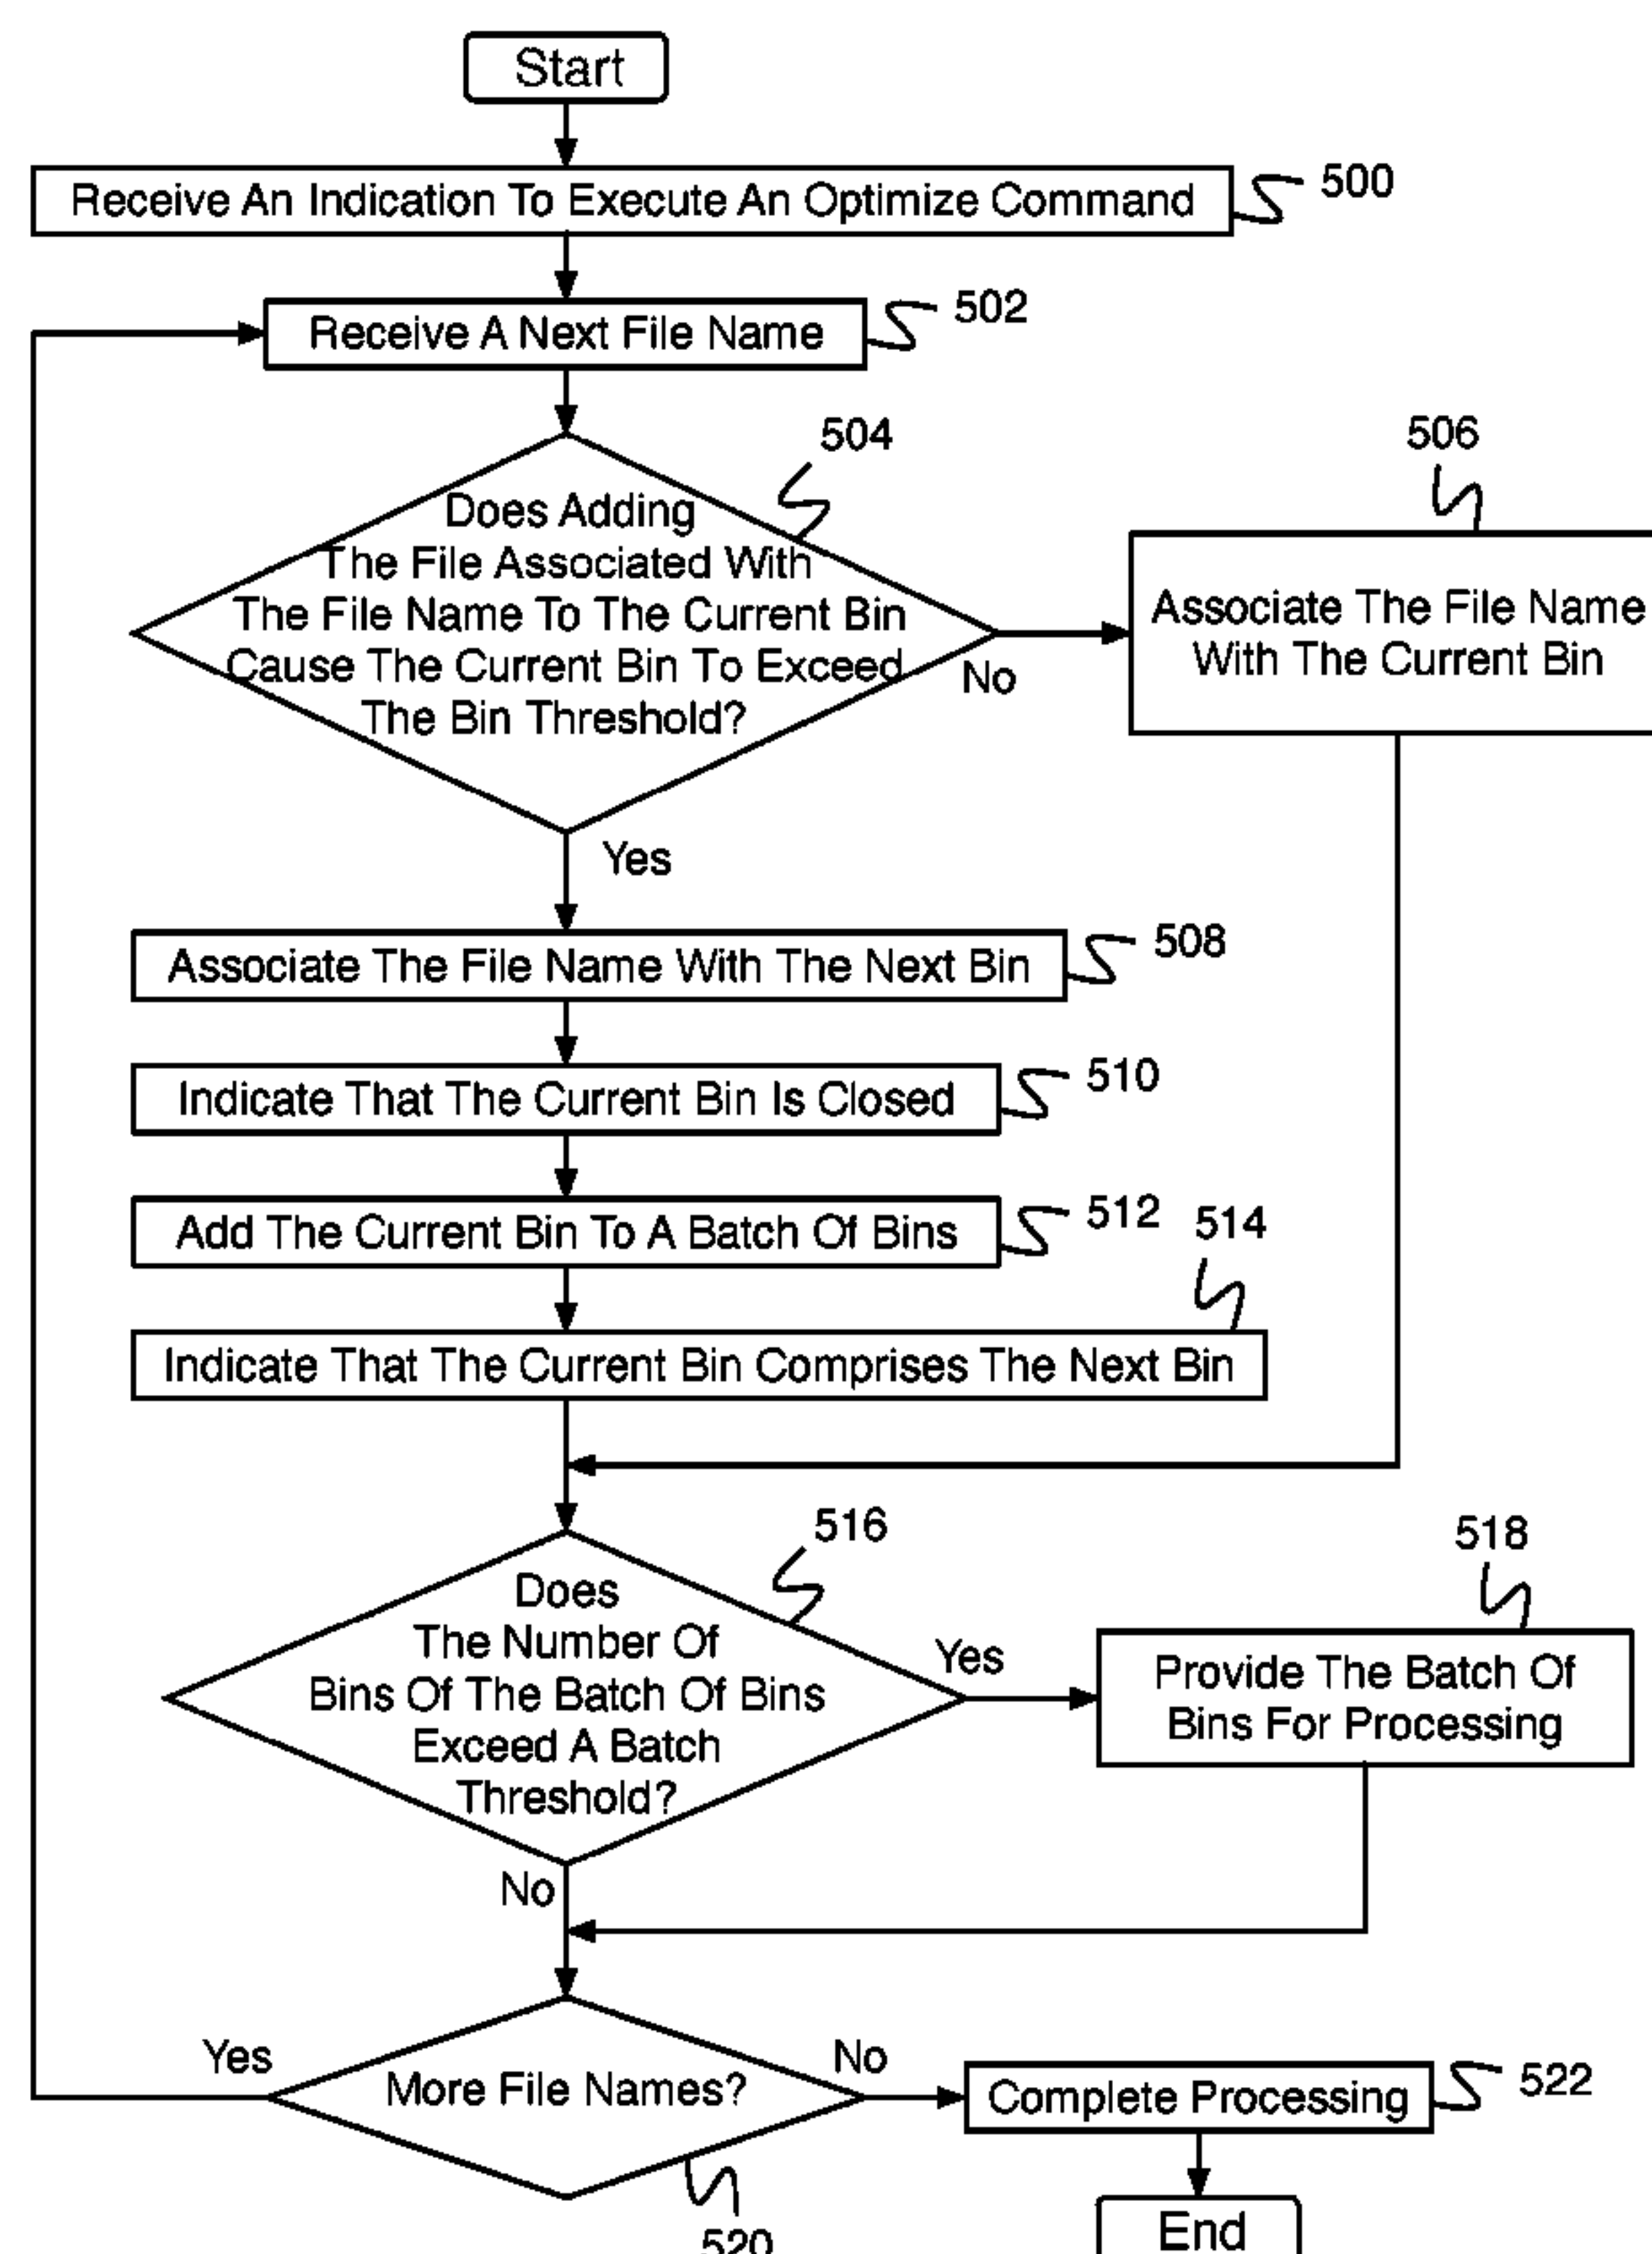 Start
Receive An Indication To Execute An Optimize Command
500
Receive A Next File Name
502
504
Does Adding
The File Associated With
The File Name To The Current Bin
Cause The Current Bin To Exceed
The Bin Threshold?
No
506
Associate The File Name
With The Current Bin
Yes
Associate The File Name With The Next Bin
508
Indicate That The Current Bin Is Closed
510
Add The Current Bin To A Batch Of Bins
512
514
Indicate That The Current Bin Comprises The Next Bin
516
Does
The Number Of
Bins Of The Batch Of Bins
Exceed A Batch
Threshold?
Yes
518
Provide The Batch Of
Bins For Processing
No
Yes
More File Names?
No
Complete Processing
522
520
End